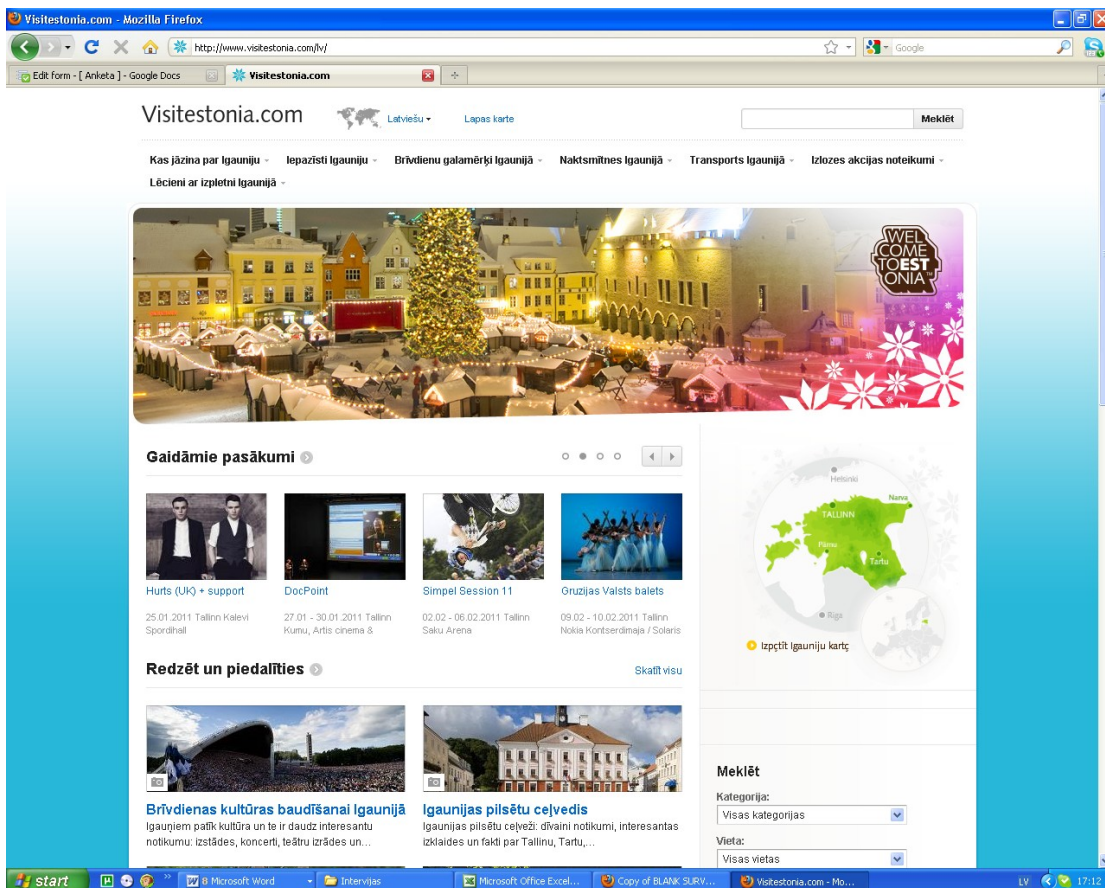 Visitestonia.com - Mozilla Firefox
http://www.visitestonia.com/lv/
Google
Edit form - [ Anketa ] - Google Docs
Visitestonia.com
Visitestonia.com
Latviešu
Lapas karte
Meklēt
Kas jāzina par Igauniju
Iepazīsti Igauniju
Brīvdienu galamērķi Igaunijā
Naktsmītnes Igaunijā
Transports Igaunijā
Izlozes akcijas noteikumi
Lēcieni ar izpletni Igaunijā
WEL
COME
TO EST
ONIA
Gaidāmie pasākumi
Hurts (UK) + support
25.01.2011 Tallinn Kalevi
Spordihall
DocPoint
27.01 - 30.01.2011 Tallinn
Kumu, Artis cinema &
Simpel Session 11
02.02 - 06.02.2011 Tallinn
Saku Arena
Gruzijas Valsts balets
09.02 - 10.02.2011 Tallinn
Nokia Kontserdimaja / Solaris
Helsinki
Narva
TALLINN
Pärnu
Tartu
Riga
Izpçtît Igauniju kartç
Redzēt un piedalīties
Skatīt visu
Brīvdienas kultūras baudīšanai Igaunijā
Igauņiem patīk kultūra un te ir daudz interesantu
notikumu: izstādes, koncerti, teātru izrādes un...
Igaunijas pilsētu ceļvedis
Igaunijas pilsētu ceļveži: dīvaini notikumi, interesantas
izklaides un fakti par Tallinu, Tartu,...
Meklēt
Kategorija:
Visas kategorijas
Vieta:
Visas vietas
start
8 Microsoft Word
Intervijas
Microsoft Office Excel...
Copy of BLANK SURV...
Visitestonia.com - Mo...
LV
17:12